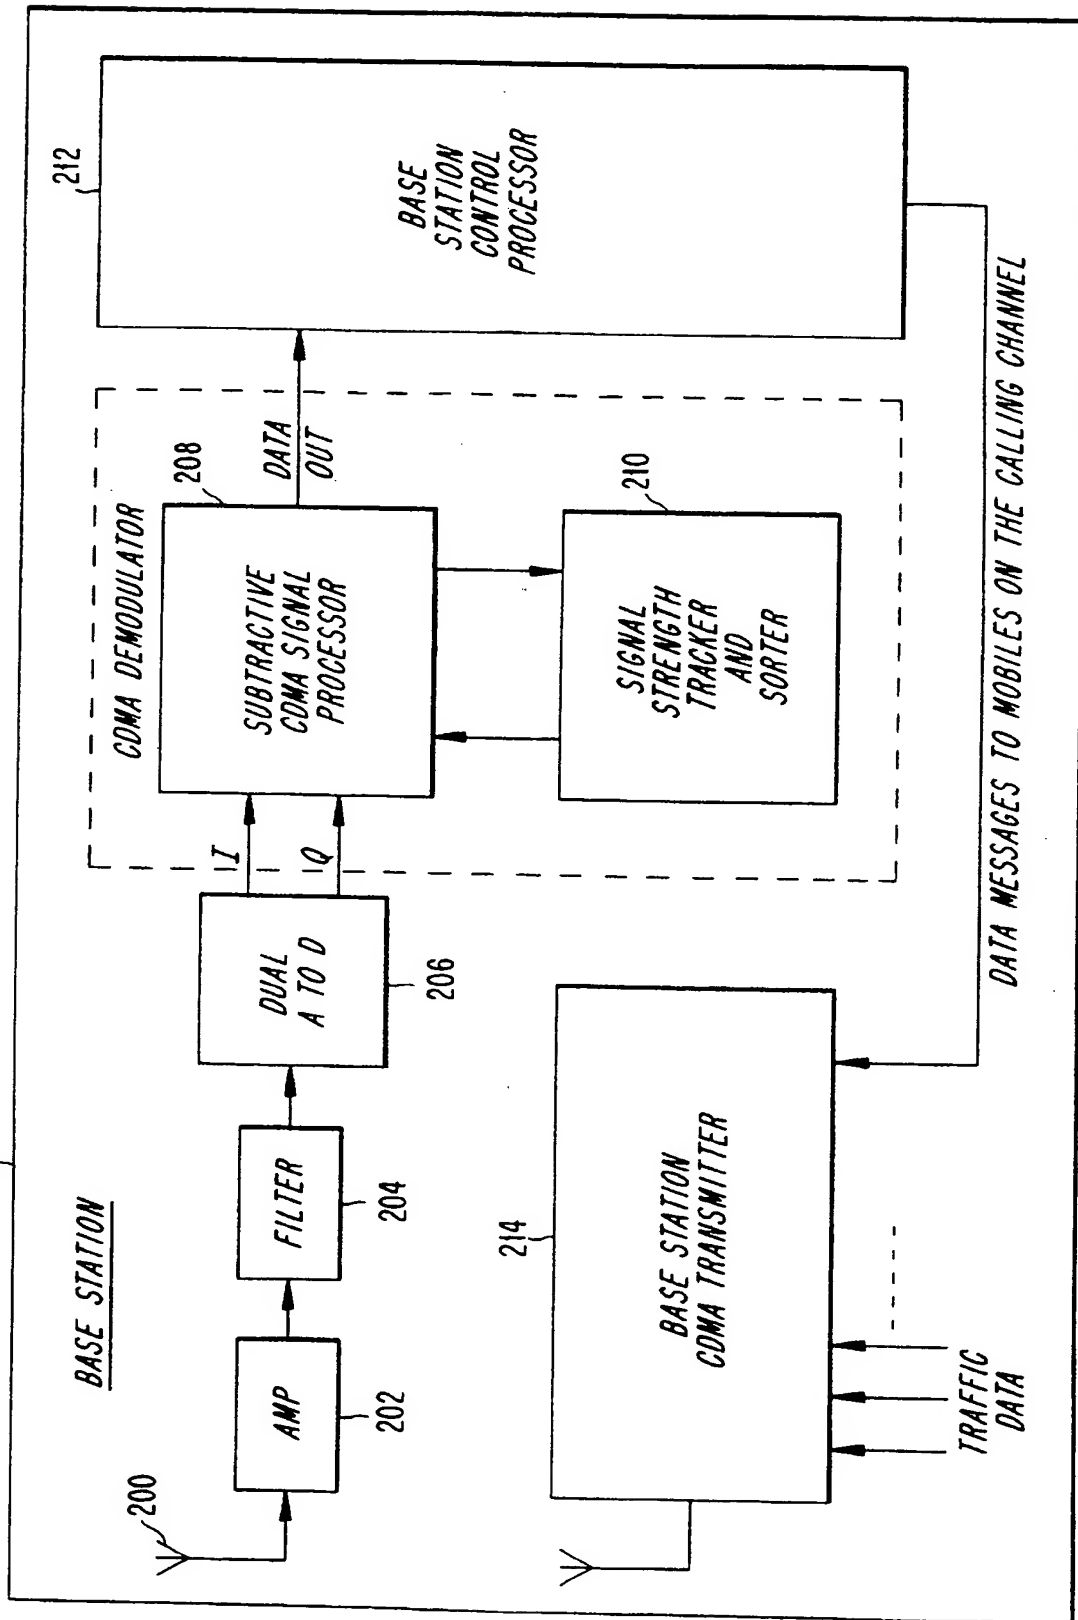 BASE STATION
200
AMP
202
FILTER
204
DUAL
A TO D
206
I
Q
CDMA DEMODULATOR
208
SUBTRACTIVE
CDMA SIGNAL
PROCESSOR
DATA
OUT
210
SIGNAL
STRENGTH
TRACKER
AND
SORTER
212
BASE
STATION
CONTROL
PROCESSOR
214
BASE STATION
CDMA TRANSMITTER
TRAFFIC
DATA
DATA MESSAGES TO MOBILES ON THE CALLING CHANNEL